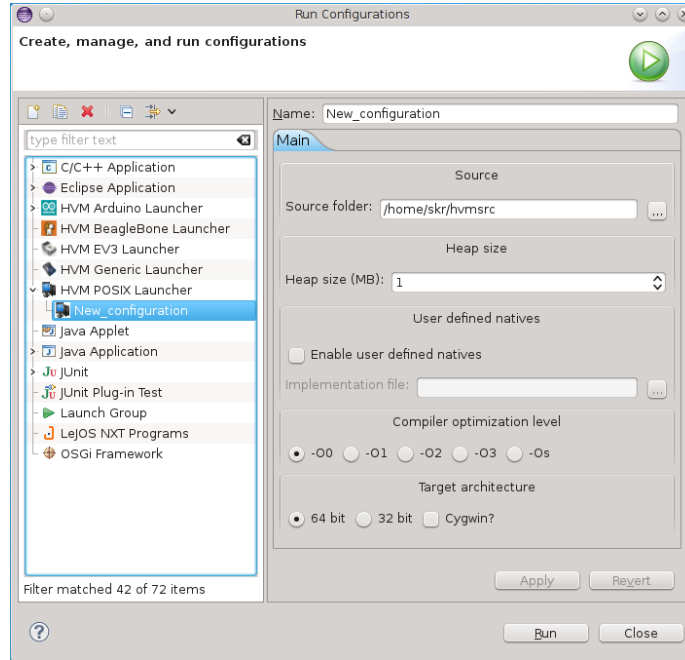 Run Configurations
Create, manage, and run configurations
type filter text
C/C++ Application
Eclipse Application
HVM Arduino Launcher
HVM BeagleBone Launcher
HVM EV3 Launcher
HVM Generic Launcher
HVM POSIX Launcher
New_configuration
Java Applet
Java Application
Ju JUnit
JUnit Plug-in Test
Launch Group
LeJOS NXT Programs
OSGi Framework
Filter matched 42 of 72 items
Name: New_configuration
Main
Source
Source folder: /home/skr/hvmsrc ...
Heap size
Heap size (MB): 1
User defined natives
Enable user defined natives
Implementation file: ...
Compiler optimization level
-O0 -O1 -O2 -O3 -Os
Target architecture
64 bit 32 bit Cygwin?
Apply Revert
? Run Close